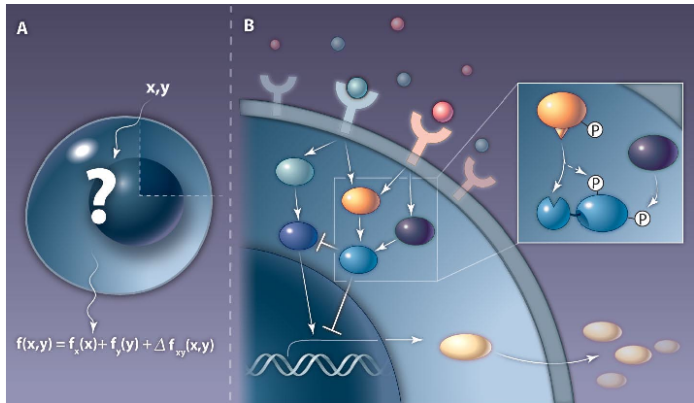 A
B
x,y
?
P
P
P
f(x,y) = fx(x) + fy(y) + Δ fxy(x,y)